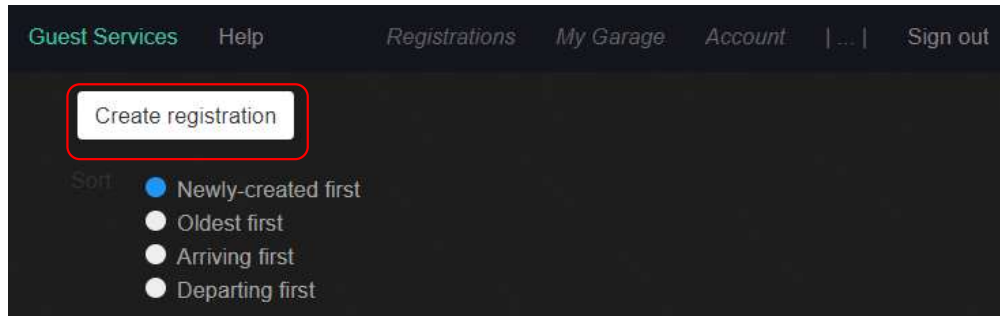 Guest Services Help Registrations My Garage Account | ... | Sign out
Create registration
Sort
Newly-created first
Oldest first
Arriving first
Departing first